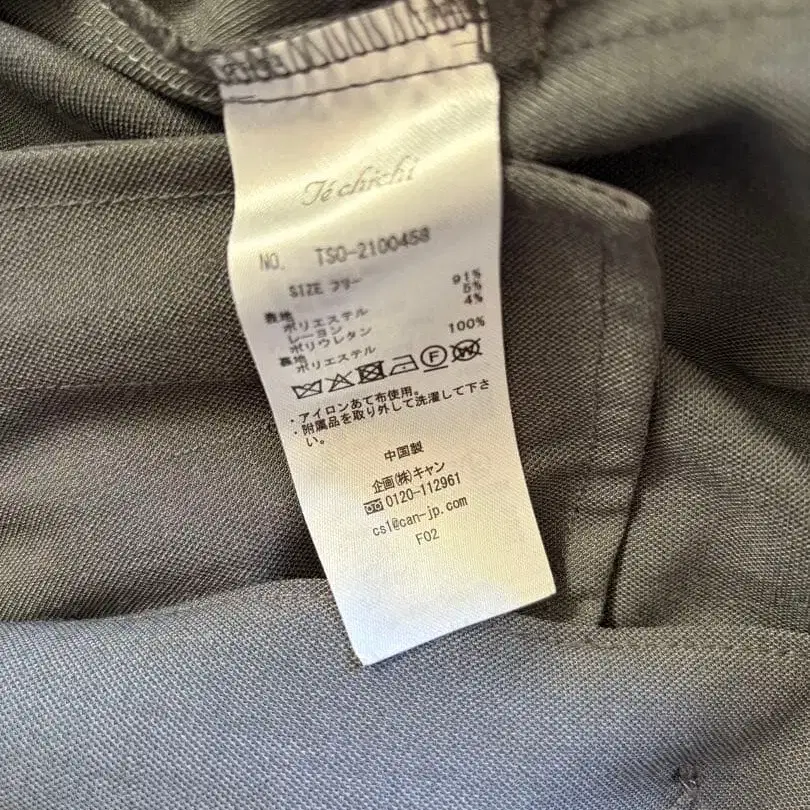 Té chichi
NO. TSO-2100458
SIZE フリー
表地
ポリエステル 91%
レーヨン 5%
ポリウレタン 4%
裏地
ポリエステル 100%
F W
・アイロンあて布使用。
・附属品を取り外して洗濯して下さ
い。
中国製
企画(株)キャン
0120-112961
cs1@can-jp.com
F02